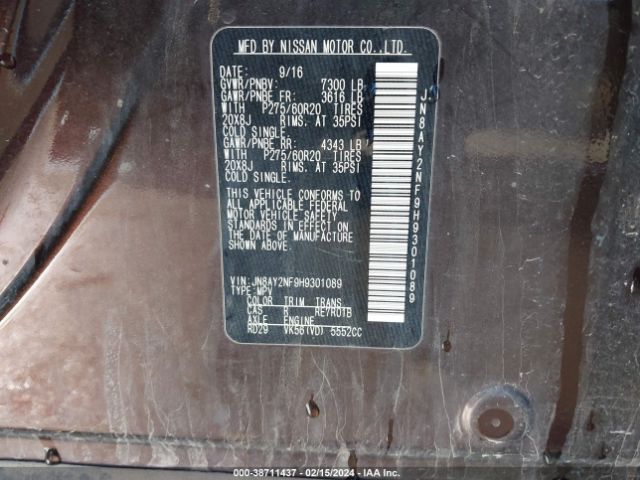 MFD BY NISSAN MOTOR CO.,LTD.
DATE: 9/16
GVWR/PNBV: 7300 LB
GAWR/PNBE FR: 3616 LB
WITH P275/60R20 TIRES
20X8J RIMS. AT 35PSI
COLD SINGLE.
GAWR/PNBE RR: 4343 LB
WITH P275/60R20 TIRES
20X8J RIMS. AT 35PSI
COLD SINGLE.
THIS VEHICLE CONFORMS TO
ALL APPLICABLE FEDERAL
MOTOR VEHICLE SAFETY
STANDARDS IN EFFECT ON
THE DATE OF MANUFACTURE
SHOWN ABOVE.
VIN:JN8AY2NF9H9301089
TYPE:MPV
COLOR TRIM TRANS
CAS R RE7R01B
AXLE ENGINE
RD29 VK56(VD) 5552CC
JN8AY2NF9H9301089
000-38711437 - 02/15/2024 - IAA Inc.